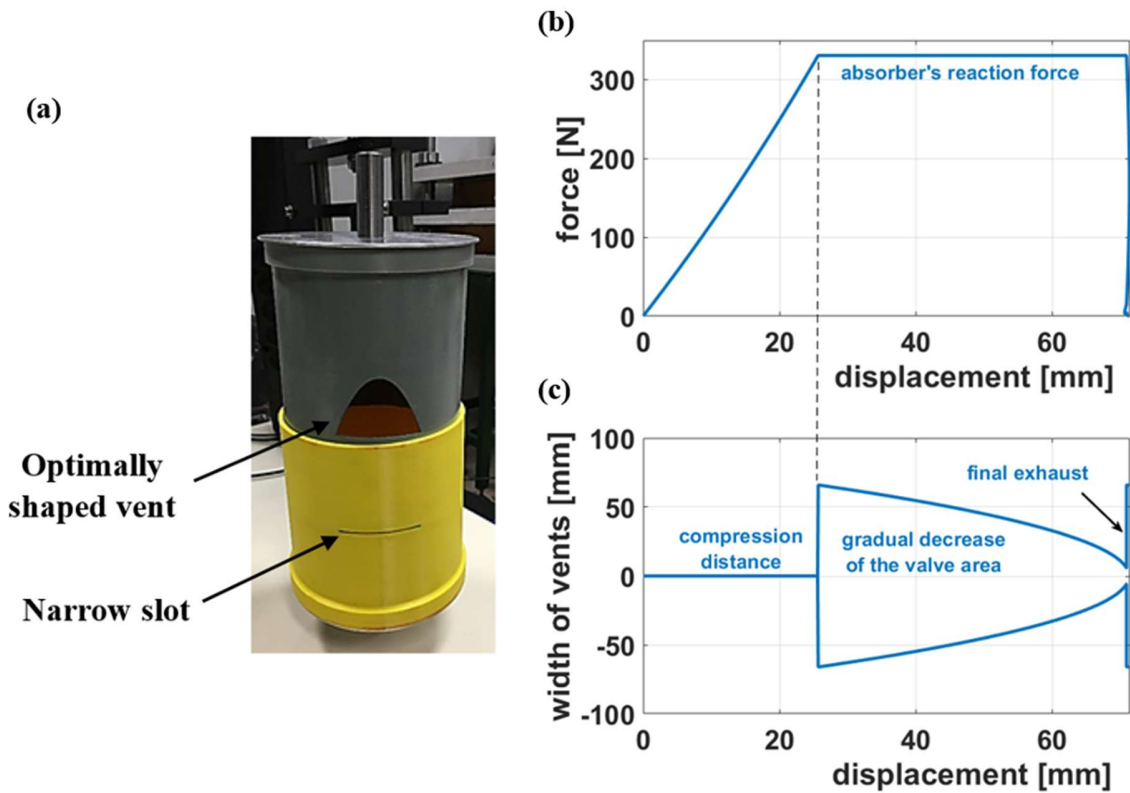 (a)
Optimally
shaped vent
Narrow slot
(b)
force [N]
300
200
100
0
absorber's reaction force
0 20 40 60
displacement [mm]
(c)
width of vents [mm]
100
50
0
-50
-100
compression
distance
gradual decrease
of the valve area
final exhaust
0 20 40 60
displacement [mm]